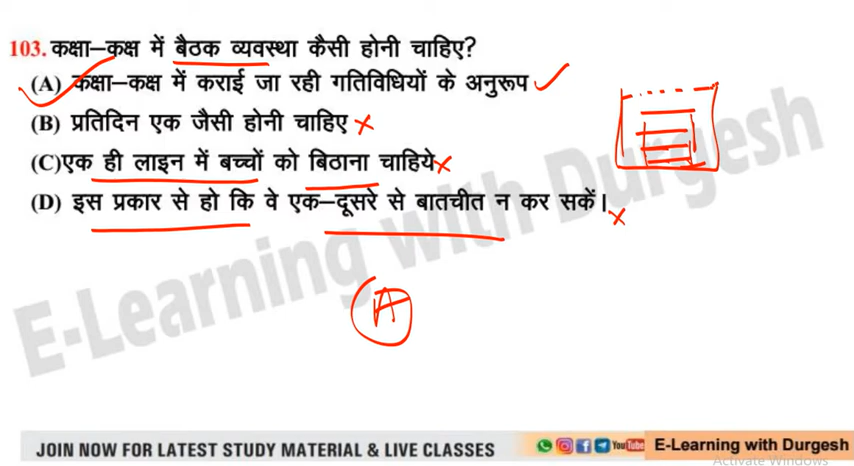 103. कक्षा–कक्ष में बैठक व्यवस्था कैसी होनी चाहिए?
(A) कक्षा–कक्ष में कराई जा रही गतिविधियों के अनुरूप
(B) प्रतिदिन एक जैसी होनी चाहिए
(C)एक ही लाइन में बच्चों को बिठाना चाहिये
(D) इस प्रकार से हो कि वे एक–दूसरे से बातचीत न कर सकें।
A
E-Learning with Durgesh
JOIN NOW FOR LATEST STUDY MATERIAL & LIVE CLASSES
YouTube
E-Learning with Durgesh
Activate Windows